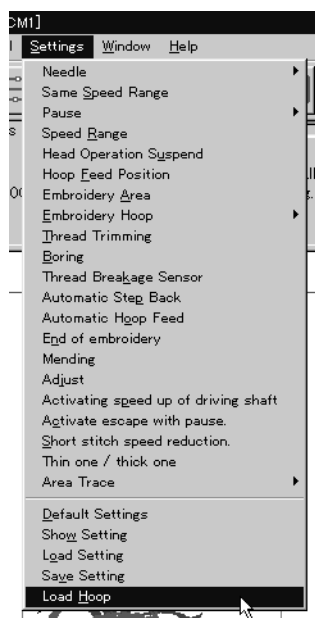 CM1]
Settings Window Help
Needle
Same Speed Range
Pause
Speed Range
Head Operation Suspend
Hoop Feed Position
Embroidery Area
Embroidery Hoop
Thread Trimming
Boring
Thread Breakage Sensor
Automatic Step Back
Automatic Hoop Feed
End of embroidery
Mending
Adjust
Activating speed up of driving shaft
Activate escape with pause.
Short stitch speed reduction.
Thin one / thick one
Area Trace
Default Settings
Show Setting
Load Setting
Save Setting
Load Hoop